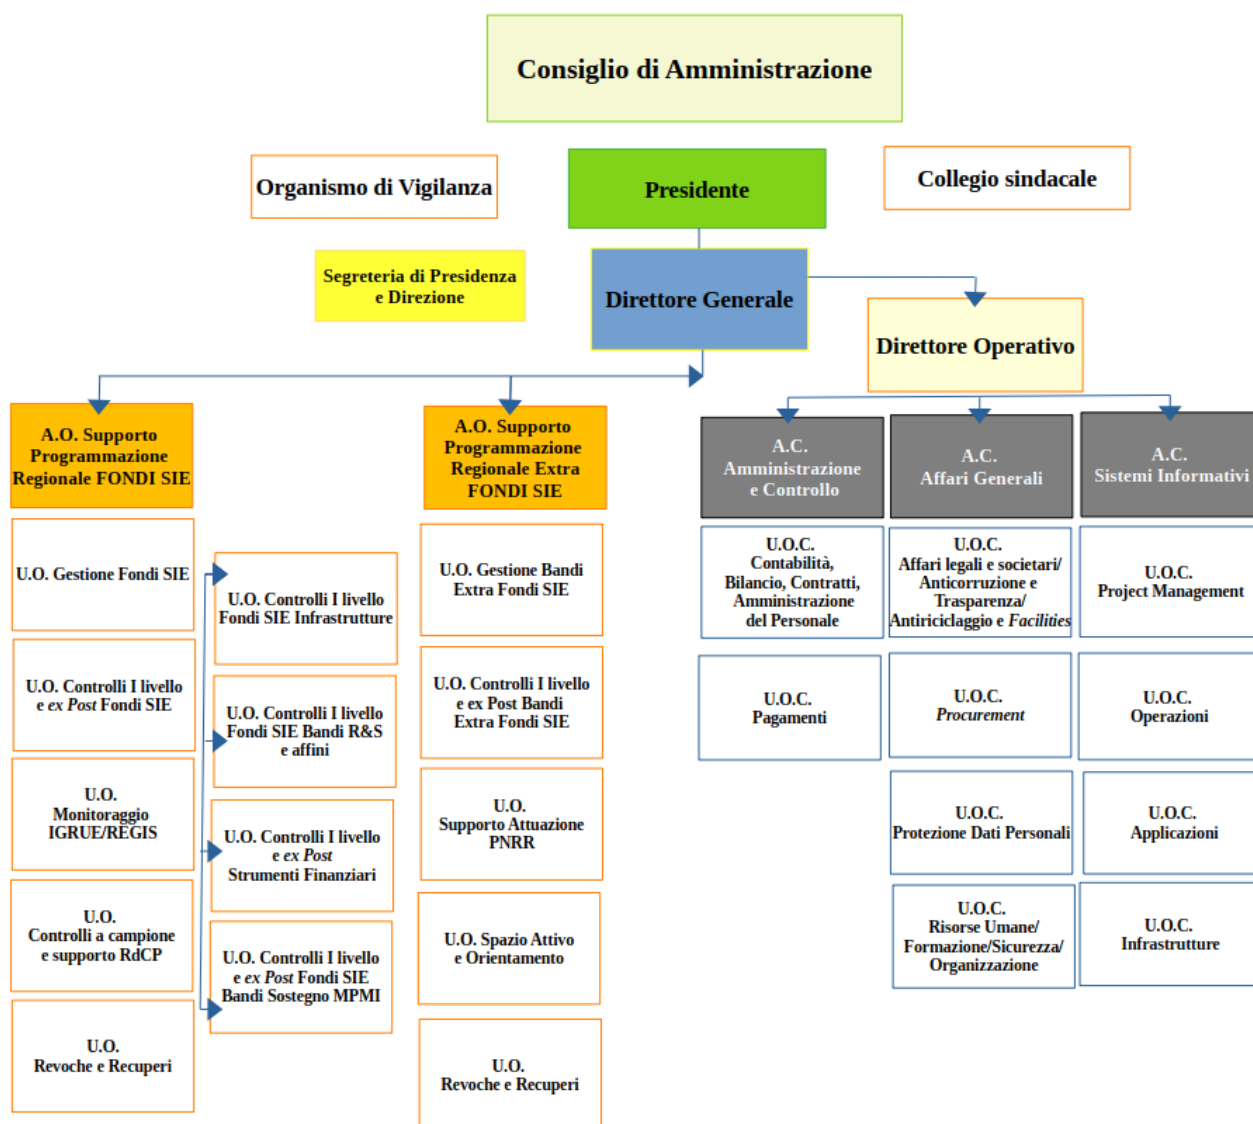 Consiglio di Amministrazione
Organismo di Vigilanza
Presidente
Collegio sindacale
Segreteria di Presidenza
e Direzione
Direttore Generale
Direttore Operativo
A.O. Supporto
Programmazione
Regionale FONDI SIE
A.O. Supporto
Programmazione
Regionale Extra
FONDI SIE
A.C.
Amministrazione
e Controllo
A.C.
Affari Generali
A.C.
Sistemi Informativi
U.O. Gestione Fondi SIE
U.O. Controlli I livello
e ex Post Fondi SIE
U.O.
Monitoraggio
IGRUE/REGIS
U.O.
Controlli a campione
e supporto RdCP
U.O.
Revoche e Recuperi
U.O. Controlli I livello
Fondi SIE Infrastrutture
U.O. Controlli I livello
Fondi SIE Bandi R&S
e affini
U.O. Controlli I livello
e ex Post
Strumenti Finanziari
U.O. Controlli I livello
e ex Post Fondi SIE
Bandi Sostegno MPMI
U.O. Gestione Bandi
Extra Fondi SIE
U.O. Controlli I livello
e ex Post Bandi
Extra Fondi SIE
U.O.
Supporto Attuazione
PNRR
U.O. Spazio Attivo
e Orientamento
U.O.
Revoche e Recuperi
U.O.C.
Contabilità,
Bilancio, Contratti,
Amministrazione
del Personale
U.O.C.
Pagamenti
U.O.C.
Affari legali e societari/
Anticorruzione e
Trasparenza/
Antiriciclaggio e Facilities
U.O.C.
Procurement
U.O.C.
Protezione Dati Personali
U.O.C.
Risorse Umane/
Formazione/Sicurezza/
Organizzazione
U.O.C.
Project Management
U.O.C.
Operazioni
U.O.C.
Applicazioni
U.O.C.
Infrastrutture